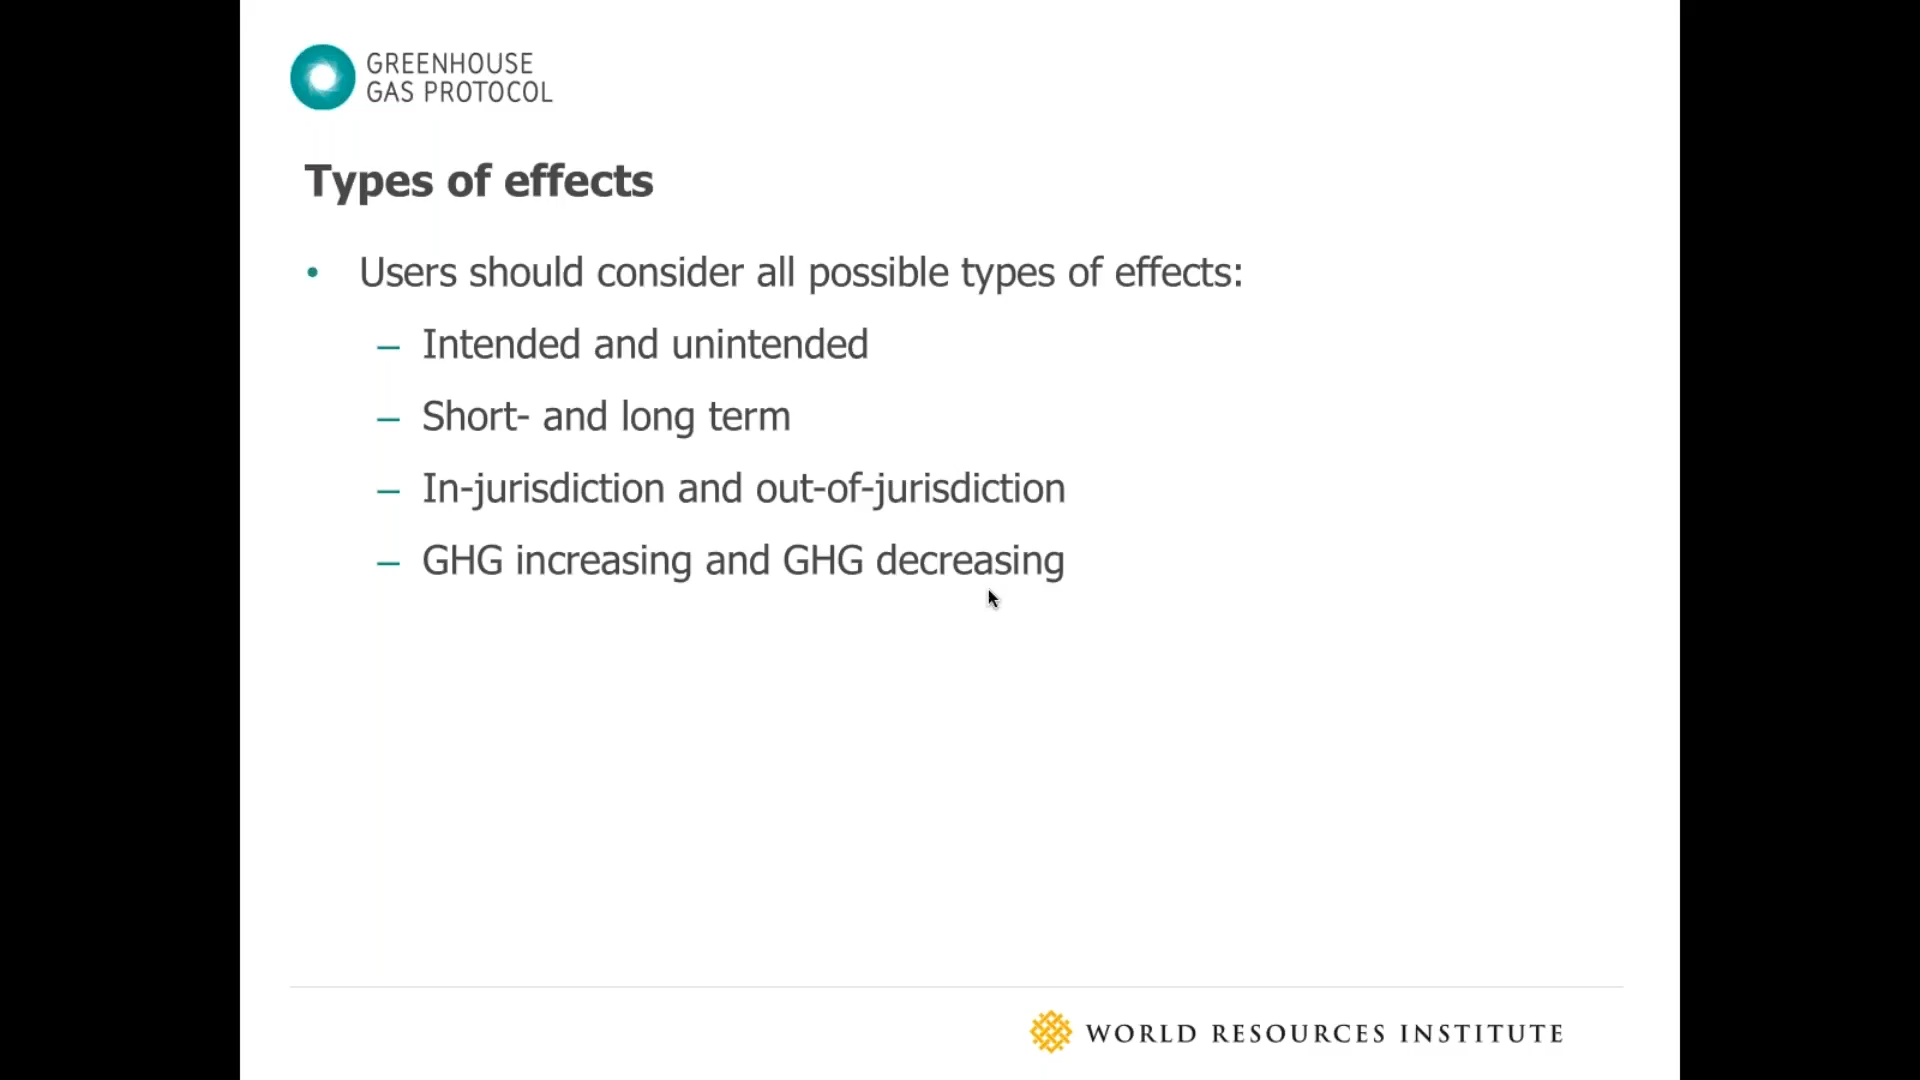 GREENHOUSE
GAS PROTOCOL
Types of effects
• Users should consider all possible types of effects:
– Intended and unintended
– Short- and long term
– In-jurisdiction and out-of-jurisdiction
– GHG increasing and GHG decreasing
WORLD RESOURCES INSTITUTE